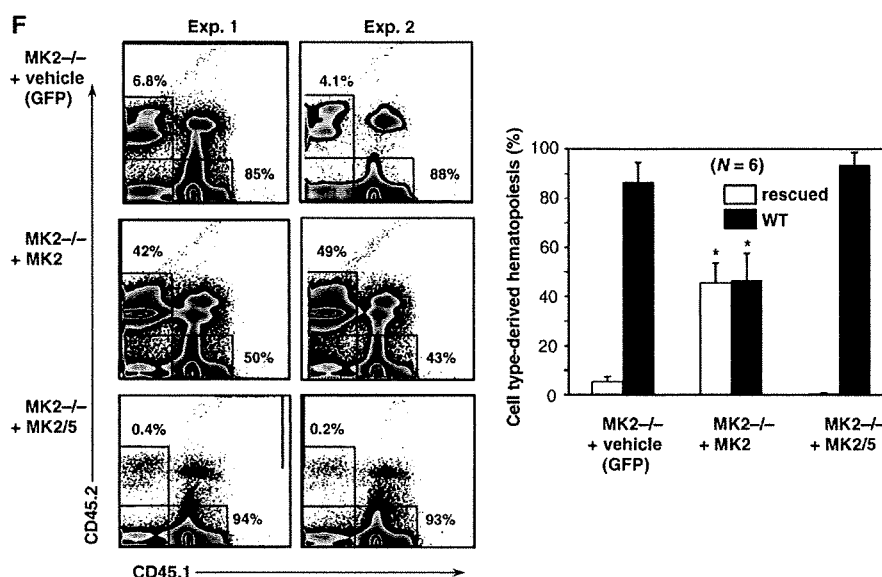 F
Exp. 1
Exp. 2
MK2–/–
+ vehicle
(GFP)
6.8%
85%
4.1%
88%
MK2–/–
+ MK2
42%
50%
49%
43%
MK2–/–
+ MK2/5
0.4%
94%
0.2%
93%
CD45.2
CD45.1
Cell type-derived hematopoiesis (%)
100
80
60
40
20
0
(N = 6)
rescued
WT
* *
MK2–/– MK2–/– MK2–/–
+ vehicle + MK2 + MK2/5
(GFP)